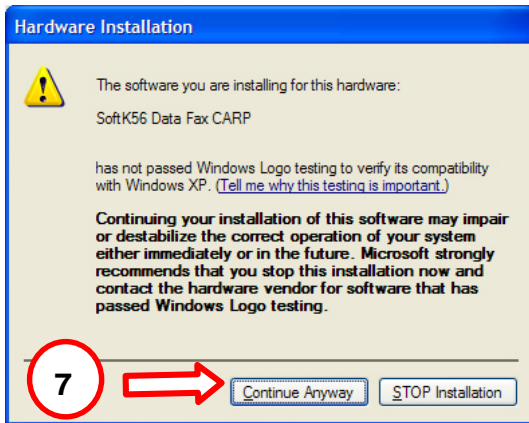 Hardware Installation
The software you are installing for this hardware:
SoftK56 Data Fax CARP
has not passed Windows Logo testing to verify its compatibility
with Windows XP. (Tell me why this testing is important.)
Continuing your installation of this software may impair
or destabilize the correct operation of your system
either immediately or in the future. Microsoft strongly
recommends that you stop this installation now and
contact the hardware vendor for software that has
passed Windows Logo testing.
7
Continue Anyway
STOP Installation